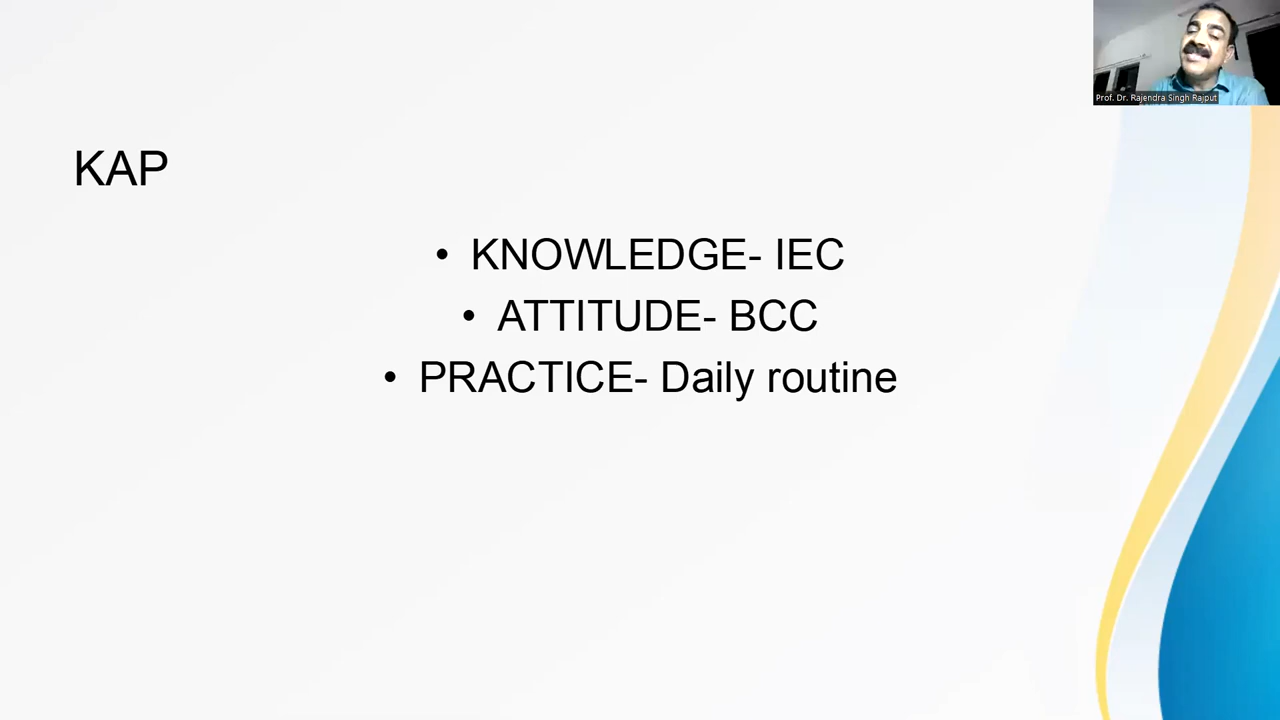 Prof. Dr. Rajendra Singh Rajput
KAP
• KNOWLEDGE- IEC
• ATTITUDE- BCC
• PRACTICE- Daily routine